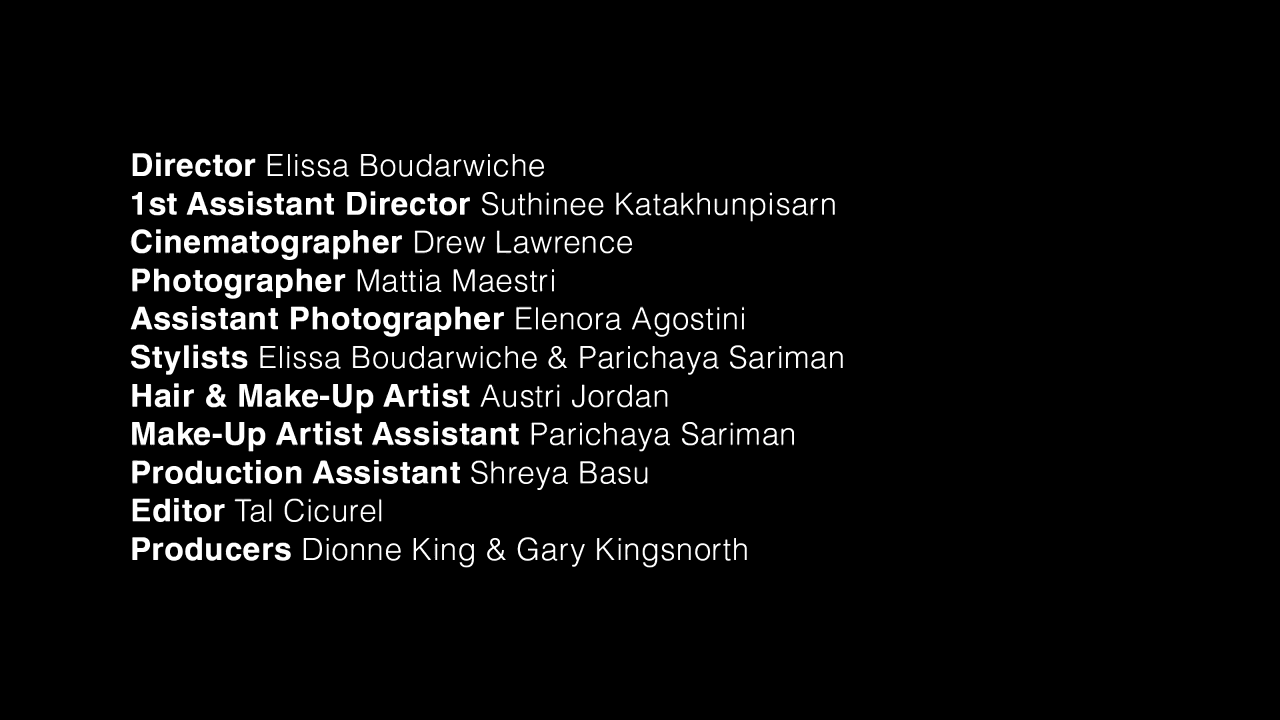 Director Elissa Boudarwiche
1st Assistant Director Suthinee Katakhunpisarn
Cinematographer Drew Lawrence
Photographer Mattia Maestri
Assistant Photographer Elenora Agostini
Stylists Elissa Boudarwiche & Parichaya Sariman
Hair & Make-Up Artist Austri Jordan
Make-Up Artist Assistant Parichaya Sariman
Production Assistant Shreya Basu
Editor Tal Cicurel
Producers Dionne King & Gary Kingsnorth